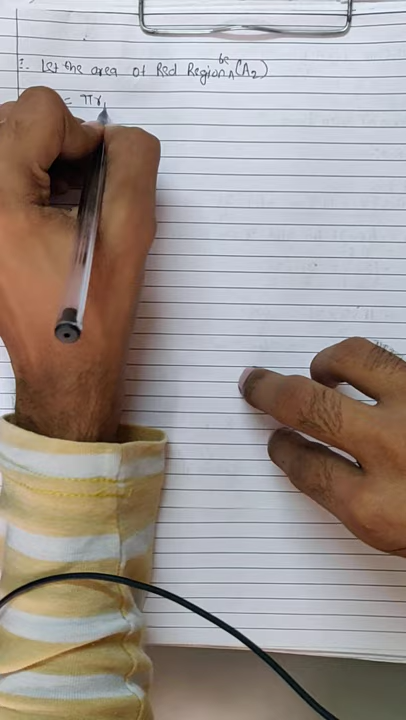 :- Let the area of Red Region be (A₂)
= πr